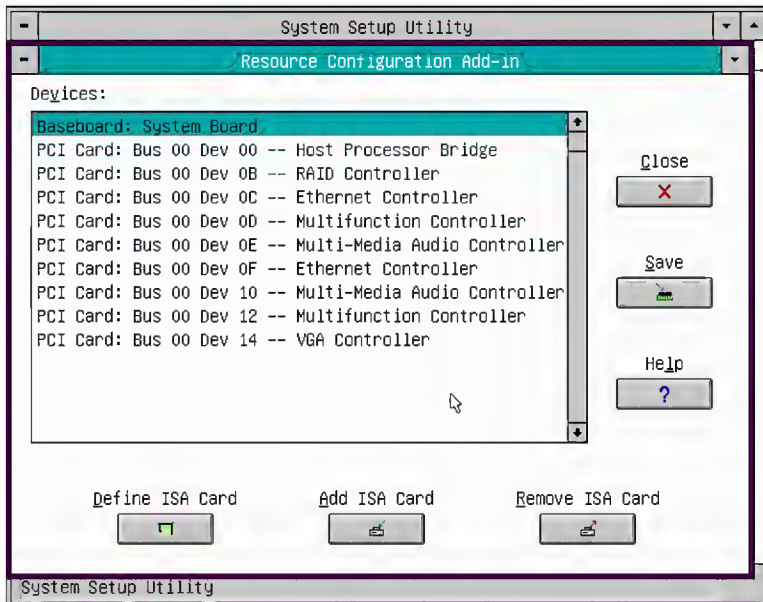 System Setup Utility
Resource Configuration Add-in
Devices:
Baseboard: System Board
PCI Card: Bus 00 Dev 00 -- Host Processor Bridge
PCI Card: Bus 00 Dev 0B -- RAID Controller
PCI Card: Bus 00 Dev 0C -- Ethernet Controller
PCI Card: Bus 00 Dev 0D -- Multifunction Controller
PCI Card: Bus 00 Dev 0E -- Multi-Media Audio Controller
PCI Card: Bus 00 Dev 0F -- Ethernet Controller
PCI Card: Bus 00 Dev 10 -- Multi-Media Audio Controller
PCI Card: Bus 00 Dev 12 -- Multifunction Controller
PCI Card: Bus 00 Dev 14 -- VGA Controller
Close
Save
Help
?
Define ISA Card
Add ISA Card
Remove ISA Card
System Setup Utility